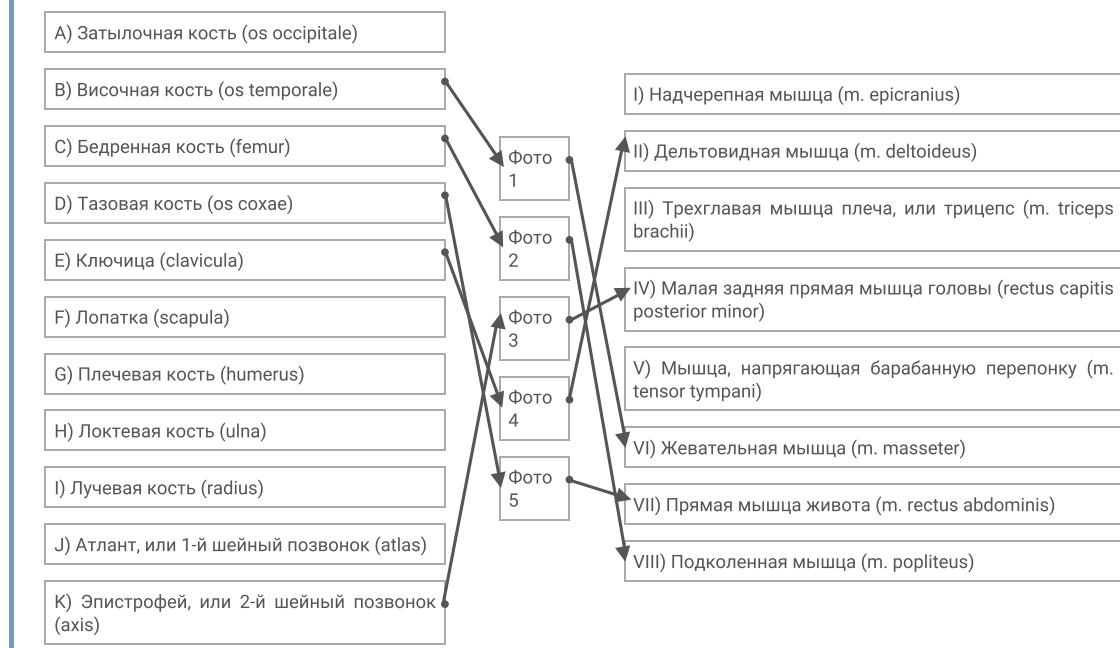 A) Затылочная кость (os occipitale)
B) Височная кость (os temporale)
C) Бедренная кость (femur)
D) Тазовая кость (os coxae)
E) Ключица (clavicula)
F) Лопатка (scapula)
G) Плечевая кость (humerus)
H) Локтевая кость (ulna)
I) Лучевая кость (radius)
J) Атлант, или 1-й шейный позвонок (atlas)
K) Эпистрофей, или 2-й шейный позвонок
(axis)
Фото
1
Фото
2
Фото
3
Фото
4
Фото
5
I) Надчерепная мышца (m. epicranius)
II) Дельтовидная мышца (m. deltoideus)
III) Трехглавая мышца плеча, или трицепс (m. triceps
brachii)
IV) Малая задняя прямая мышца головы (rectus capitis
posterior minor)
V) Мышца, напрягающая барабанную перепонку (m.
tensor tympani)
VI) Жевательная мышца (m. masseter)
VII) Прямая мышца живота (m. rectus abdominis)
VIII) Подколенная мышца (m. popliteus)